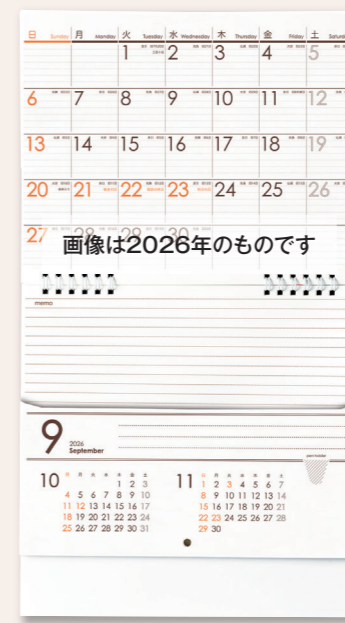 日 Sunday 月 Monday 火 Tuesday 水 Wednesday 木 Thursday 金 Friday 土 Saturd
1 2 3 4 5
6 7 8 9 10 11 12
13 14 15 16 17 18 19
20 21 22 23 24 25 26
27 28 29 30
画像は2026年のものです
memo
9 2026
September
10
1 2 3
4 5 6 7 8 9 10
11 12 13 14 15 16 17
18 19 20 21 22 23 24
25 26 27 28 29 30 31
11
1 2 3 4 5 6 7
8 9 10 11 12 13 14
15 16 17 18 19 20 21
22 23 24 25 26 27 28
29 30